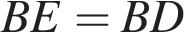 BE = BD